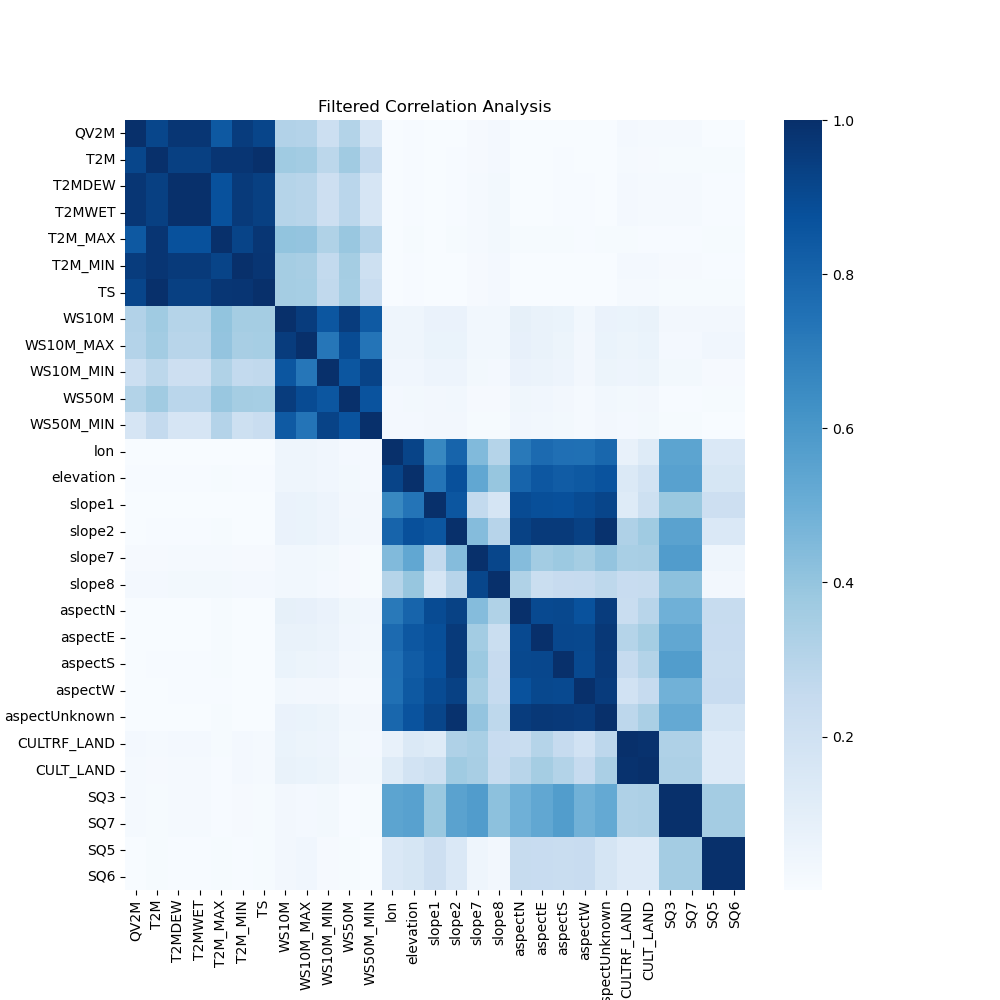 Filtered Correlation Analysis
QV2M
T2M
T2MDEW
T2MWET
T2M_MAX
T2M_MIN
TS
WS10M
WS10M_MAX
WS10M_MIN
WS50M
WS50M_MIN
lon
elevation
slope1
slope2
slope7
slope8
aspectN
aspectE
aspectS
aspectW
aspectUnknown
CULTRF_LAND
CULT_LAND
SQ3
SQ7
SQ5
SQ6
QV2M
T2M
T2MDEW
T2MWET
T2M_MAX
T2M_MIN
TS
WS10M
WS10M_MAX
WS10M_MIN
WS50M
WS50M_MIN
lon
elevation
slope1
slope2
slope7
slope8
aspectN
aspectE
aspectS
aspectW
spectUnknown
CULTRF_LAND
CULT_LAND
SQ3
SQ7
SQ5
SQ6
1.0
0.8
0.6
0.4
0.2